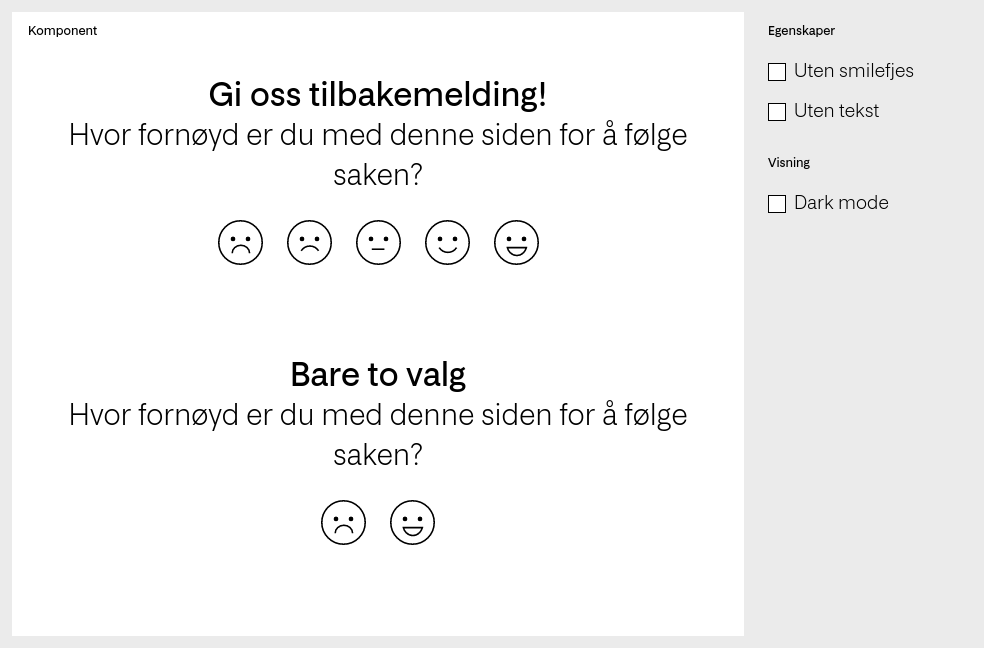 Komponent
Gi oss tilbakemelding!
Hvor fornøyd er du med denne siden for å følge
saken?
Bare to valg
Hvor fornøyd er du med denne siden for å følge
saken?
Egenskaper
Uten smilefjes
Uten tekst
Visning
Dark mode